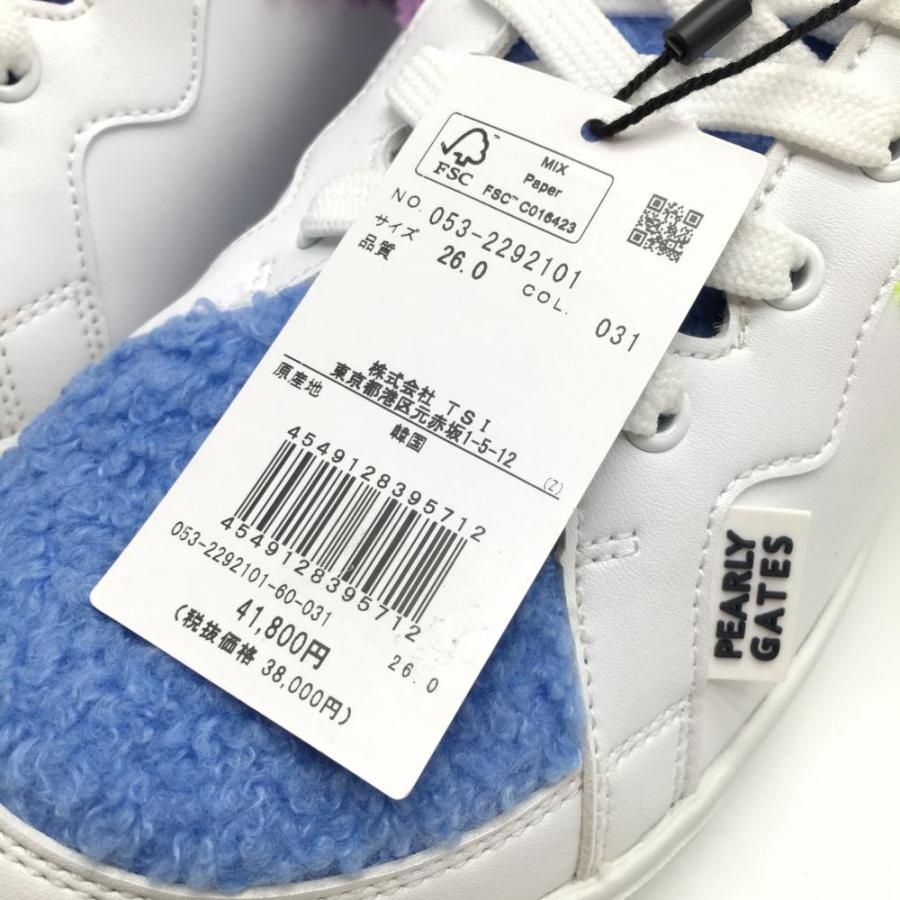 FSC™
MIX
Paper
FSC™ C016423
NO. 053-2292101
サイズ 26.0 COL. 031
品質
株式会社 TSI
東京都港区元赤坂1-5-12
原産地 韓国
(Z)
4549128395712
4549128395712
053-2292101-60-031
41,800円 26.0
(税抜価格 38,000円)
PEARLY
GATES